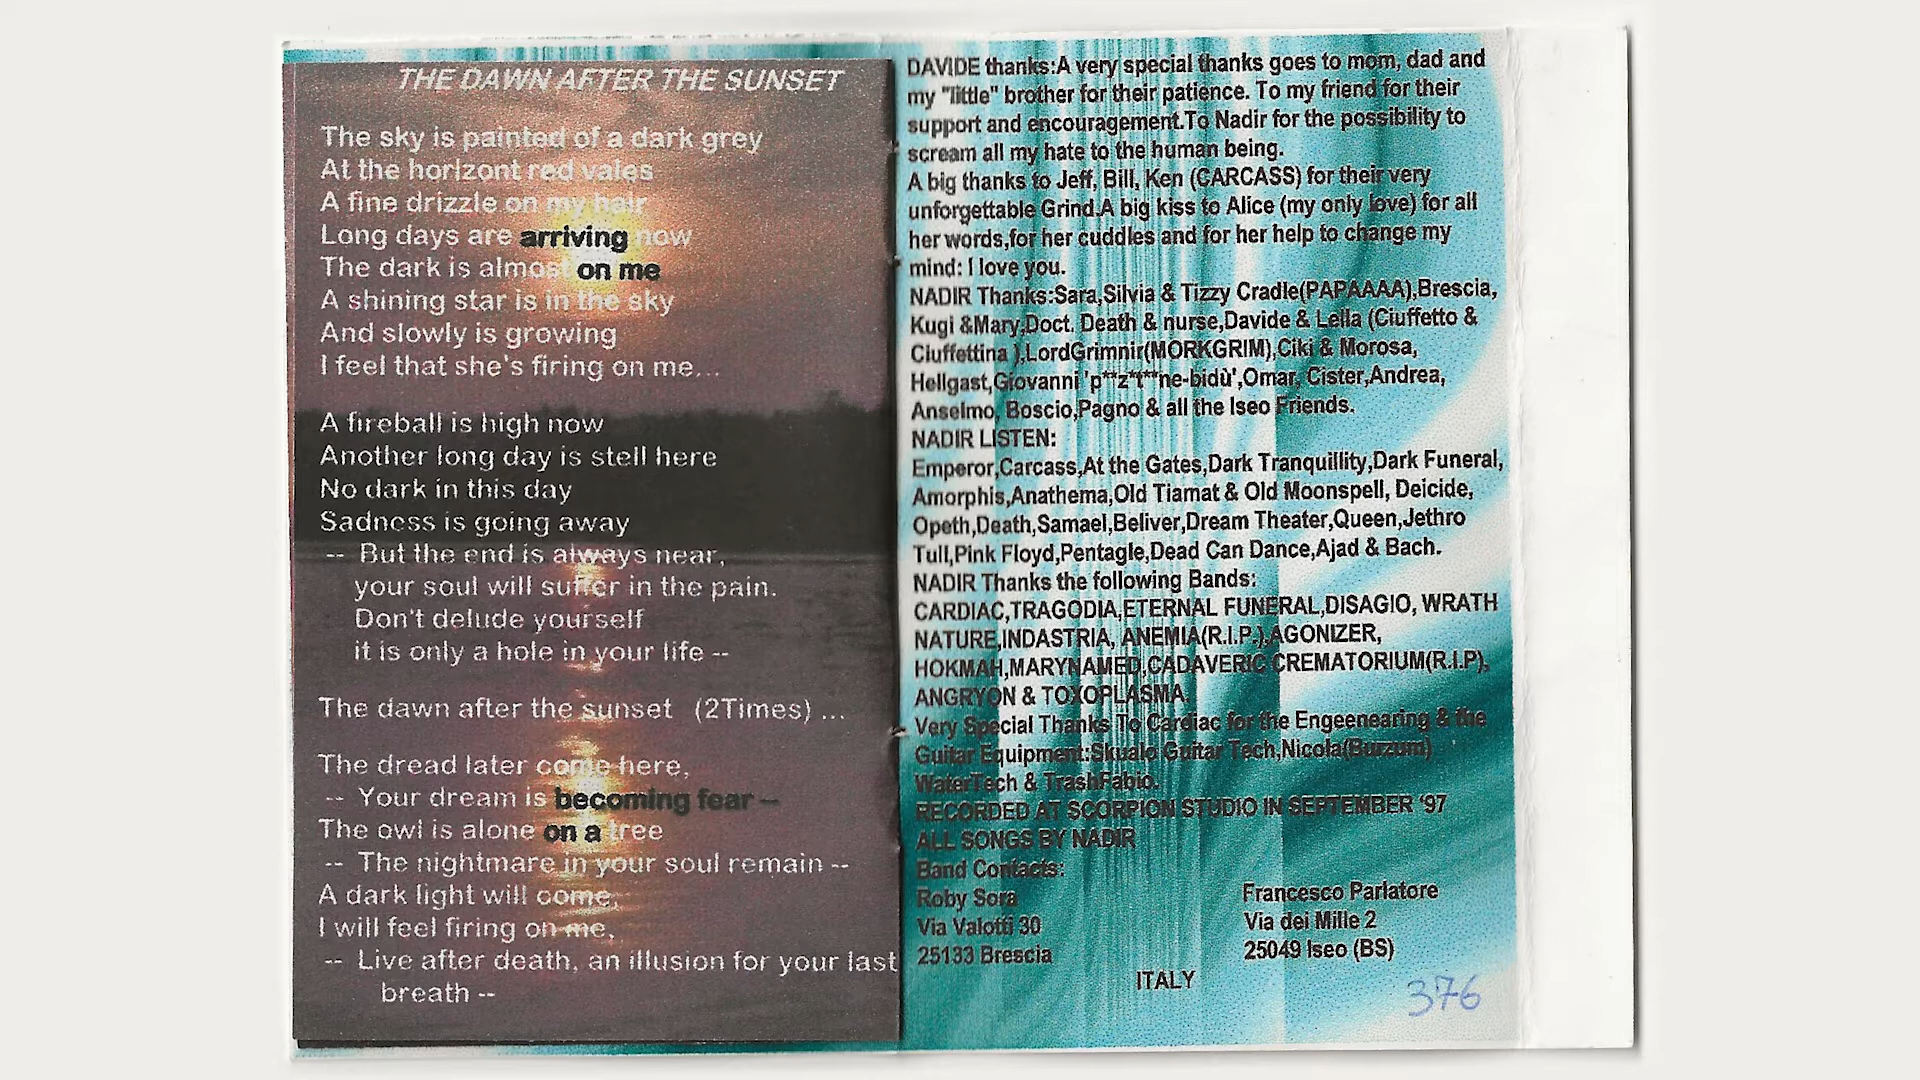 THE DAWN AFTER THE SUNSET
The sky is painted of a dark grey
At the horizont red vales
A fine drizzle on my hair
Long days are arriving now
The dark is almost on me
A shining star is in the sky
And slowly is growing
I feel that she's firing on me...
A fireball is high now
Another long day is stell here
No dark in this day
Sadness is going away
-- But the end is always near,
your soul will suffer in the pain.
Don't delude yourself
it is only a hole in your life --
The dawn after the sunset (2Times) ...
The dread later come here,
-- Your dream is becoming fear --
The owl is alone on a tree
-- The nightmare in your soul remain --
A dark light will come,
I will feel firing on me,
-- Live after death, an illusion for your last
breath --
DAVIDE thanks:A very special thanks goes to mom, dad and
my "little" brother for their patience. To my friend for their
support and encouragement.To Nadir for the possibility to
scream all my hate to the human being.
A big thanks to Jeff, Bill, Ken (CARCASS) for their very
unforgettable Grind.A big kiss to Alice (my only love) for all
her words,for her cuddles and for her help to change my
mind: I love you.
NADIR Thanks:Sara,Silvia & Tizzy Cradle(PAPAAAA),Brescia,
Kugi &Mary,Doct. Death & nurse,Davide & Lella (Ciuffetto &
Ciuffettina ),LordGrimnir(MORKGRIM),Ciki & Morosa,
Hellgast,Giovanni 'p**z*t**ne-bidù',Omar, Cister,Andrea,
Anselmo, Boscio,Pagno & all the Iseo Friends.
NADIR LISTEN:
Emperor,Carcass,At the Gates,Dark Tranquillity,Dark Funeral,
Amorphis,Anathema,Old Tiamat & Old Moonspell, Deicide,
Opeth,Death,Samael,Beliver,Dream Theater,Queen,Jethro
Tull,Pink Floyd,Pentagle,Dead Can Dance,Ajad & Bach.
NADIR Thanks the following Bands:
CARDIAC,TRAGODIA,ETERNAL FUNERAL,DISAGIO, WRATH
NATURE,INDASTRIA, ANEMIA(R.I.P.),AGONIZER,
HOKMAH,MARYNAMED,CADAVERIC CREMATORIUM(R.I.P),
ANGRYON & TOXOPLASMA.
Very Special Thanks To Cardiac for the Engeenearing & the
Guitar Equipment:Skualo Guitar Tech,Nicola(Burzum)
WaterTech & TrashFabio.
RECORDED AT SCORPION STUDIO IN SEPTEMBER '97
ALL SONGS BY NADIR
Band Contacts:
Roby Sora
Via Valotti 30
25133 Brescia
Francesco Parlatore
Via dei Mille 2
25049 Iseo (BS)
ITALY
376